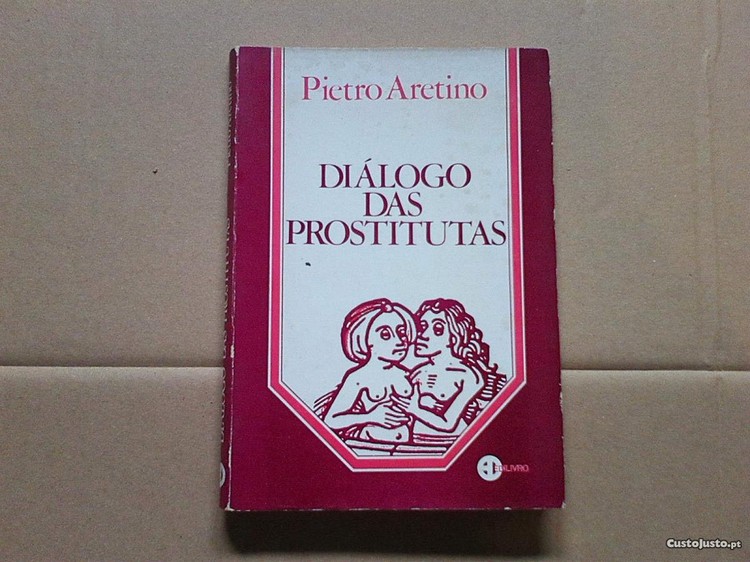 Pietro Aretino
DIÁLOGO
DAS
PROSTITUTAS
EDILIVRO
CustoJusto.pt